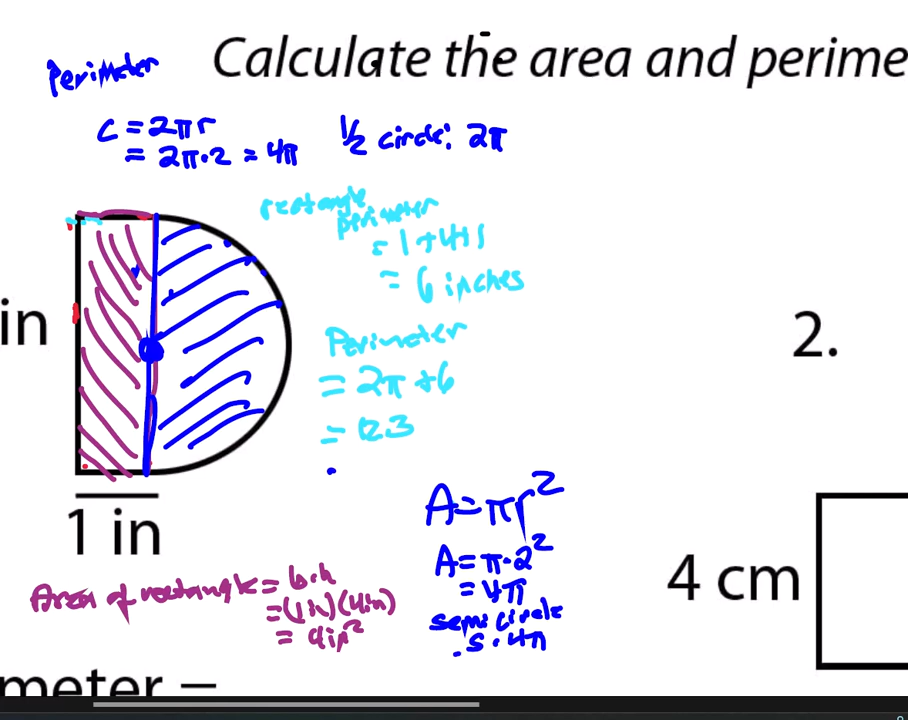 Calculate the area and perime
Perimeter
C = 2πr
= 2π·2 = 4π
1/2 circle: 2π
rectangle
perimeter
= 1+4+1
= 6 inches
in
Perimeter
= 2π+6
= 12.3
2.
1 in
A=πr²
A=π·2²
=4π
semi circle
.5·4π
Area of rectangle = b·h
=(1in)(4in)
= 4in²
4 cm
meter =